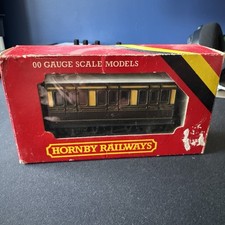 00 GAUGE SCALE MODELS
HORNBY RAILWAYS